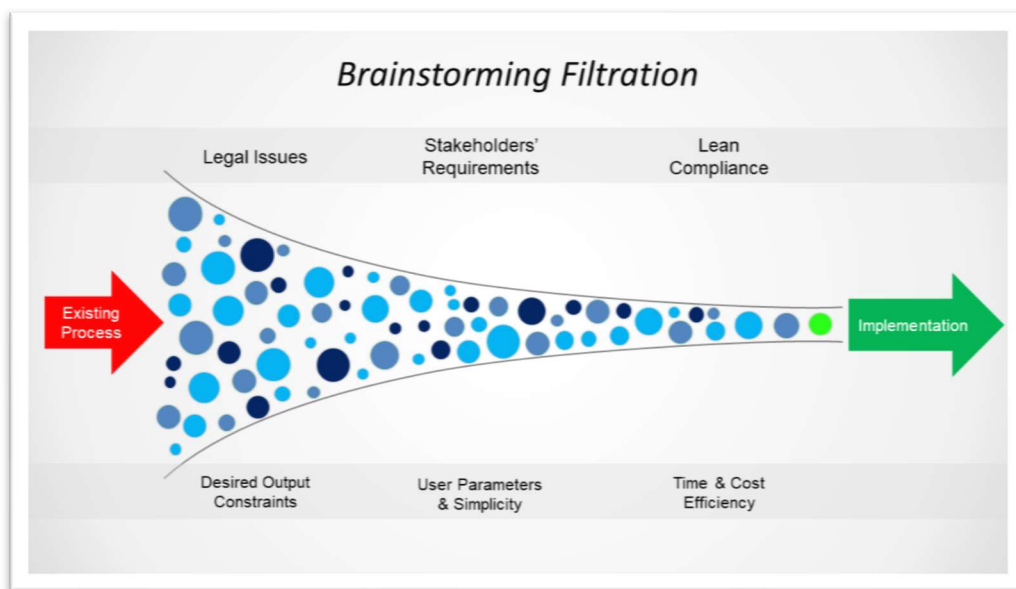 Brainstorming Filtration
Legal Issues
Stakeholders'
Requirements
Lean
Compliance
Existing
Process
Implementation
Desired Output
Constraints
User Parameters
& Simplicity
Time & Cost
Efficiency